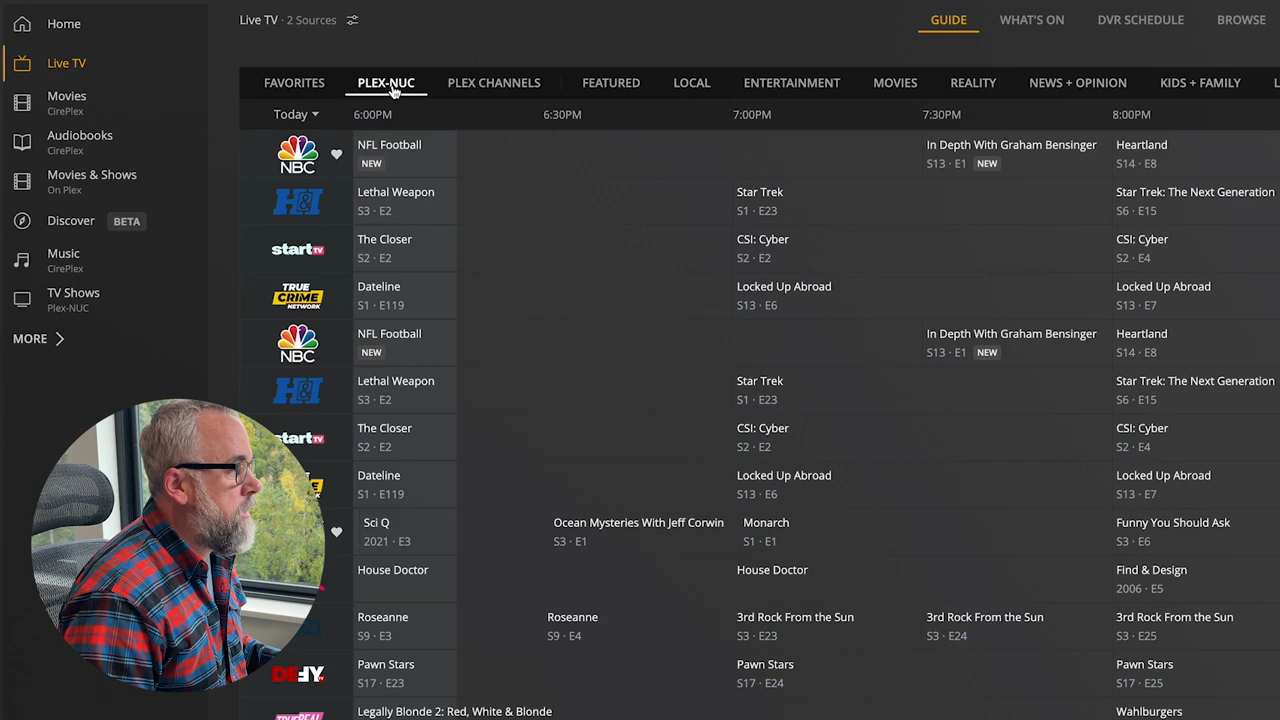 Home
Live TV
Movies
CirePlex
Audiobooks
CirePlex
Movies & Shows
On Plex
Discover BETA
Music
CirePlex
TV Shows
Plex-NUC
MORE
Live TV · 2 Sources
GUIDE WHAT'S ON DVR SCHEDULE BROWSE
FAVORITES PLEX-NUC PLEX CHANNELS FEATURED LOCAL ENTERTAINMENT MOVIES REALITY NEWS + OPINION KIDS + FAMILY
Today 6:00PM 6:30PM 7:00PM 7:30PM 8:00PM
NBC NFL Football In Depth With Graham Bensinger Heartland
NEW S13 · E1 NEW S14 · E8
H&I Lethal Weapon Star Trek Star Trek: The Next Generation
S3 · E2 S1 · E23 S6 · E15
start TV The Closer CSI: Cyber CSI: Cyber
S2 · E2 S2 · E2 S2 · E4
TRUE CRIME NETWORK Dateline Locked Up Abroad Locked Up Abroad
S1 · E119 S13 · E6 S13 · E7
NBC NFL Football In Depth With Graham Bensinger Heartland
NEW S13 · E1 NEW S14 · E8
H&I Lethal Weapon Star Trek Star Trek: The Next Generation
S3 · E2 S1 · E23 S6 · E15
start TV The Closer CSI: Cyber CSI: Cyber
S2 · E2 S2 · E2 S2 · E4
Dateline Locked Up Abroad Locked Up Abroad
S1 · E119 S13 · E6 S13 · E7
Sci Q Ocean Mysteries With Jeff Corwin Monarch Funny You Should Ask
2021 · E3 S3 · E1 S1 · E1 S3 · E6
House Doctor House Doctor Find & Design
2006 · E5
Roseanne Roseanne 3rd Rock From the Sun 3rd Rock From the Sun 3rd Rock From the Sun
S9 · E3 S9 · E4 S3 · E23 S3 · E24 S3 · E25
DEFY Pawn Stars Pawn Stars Pawn Stars
S17 · E23 S17 · E24 S17 · E25
Legally Blonde 2: Red, White & Blonde Wahlburgers